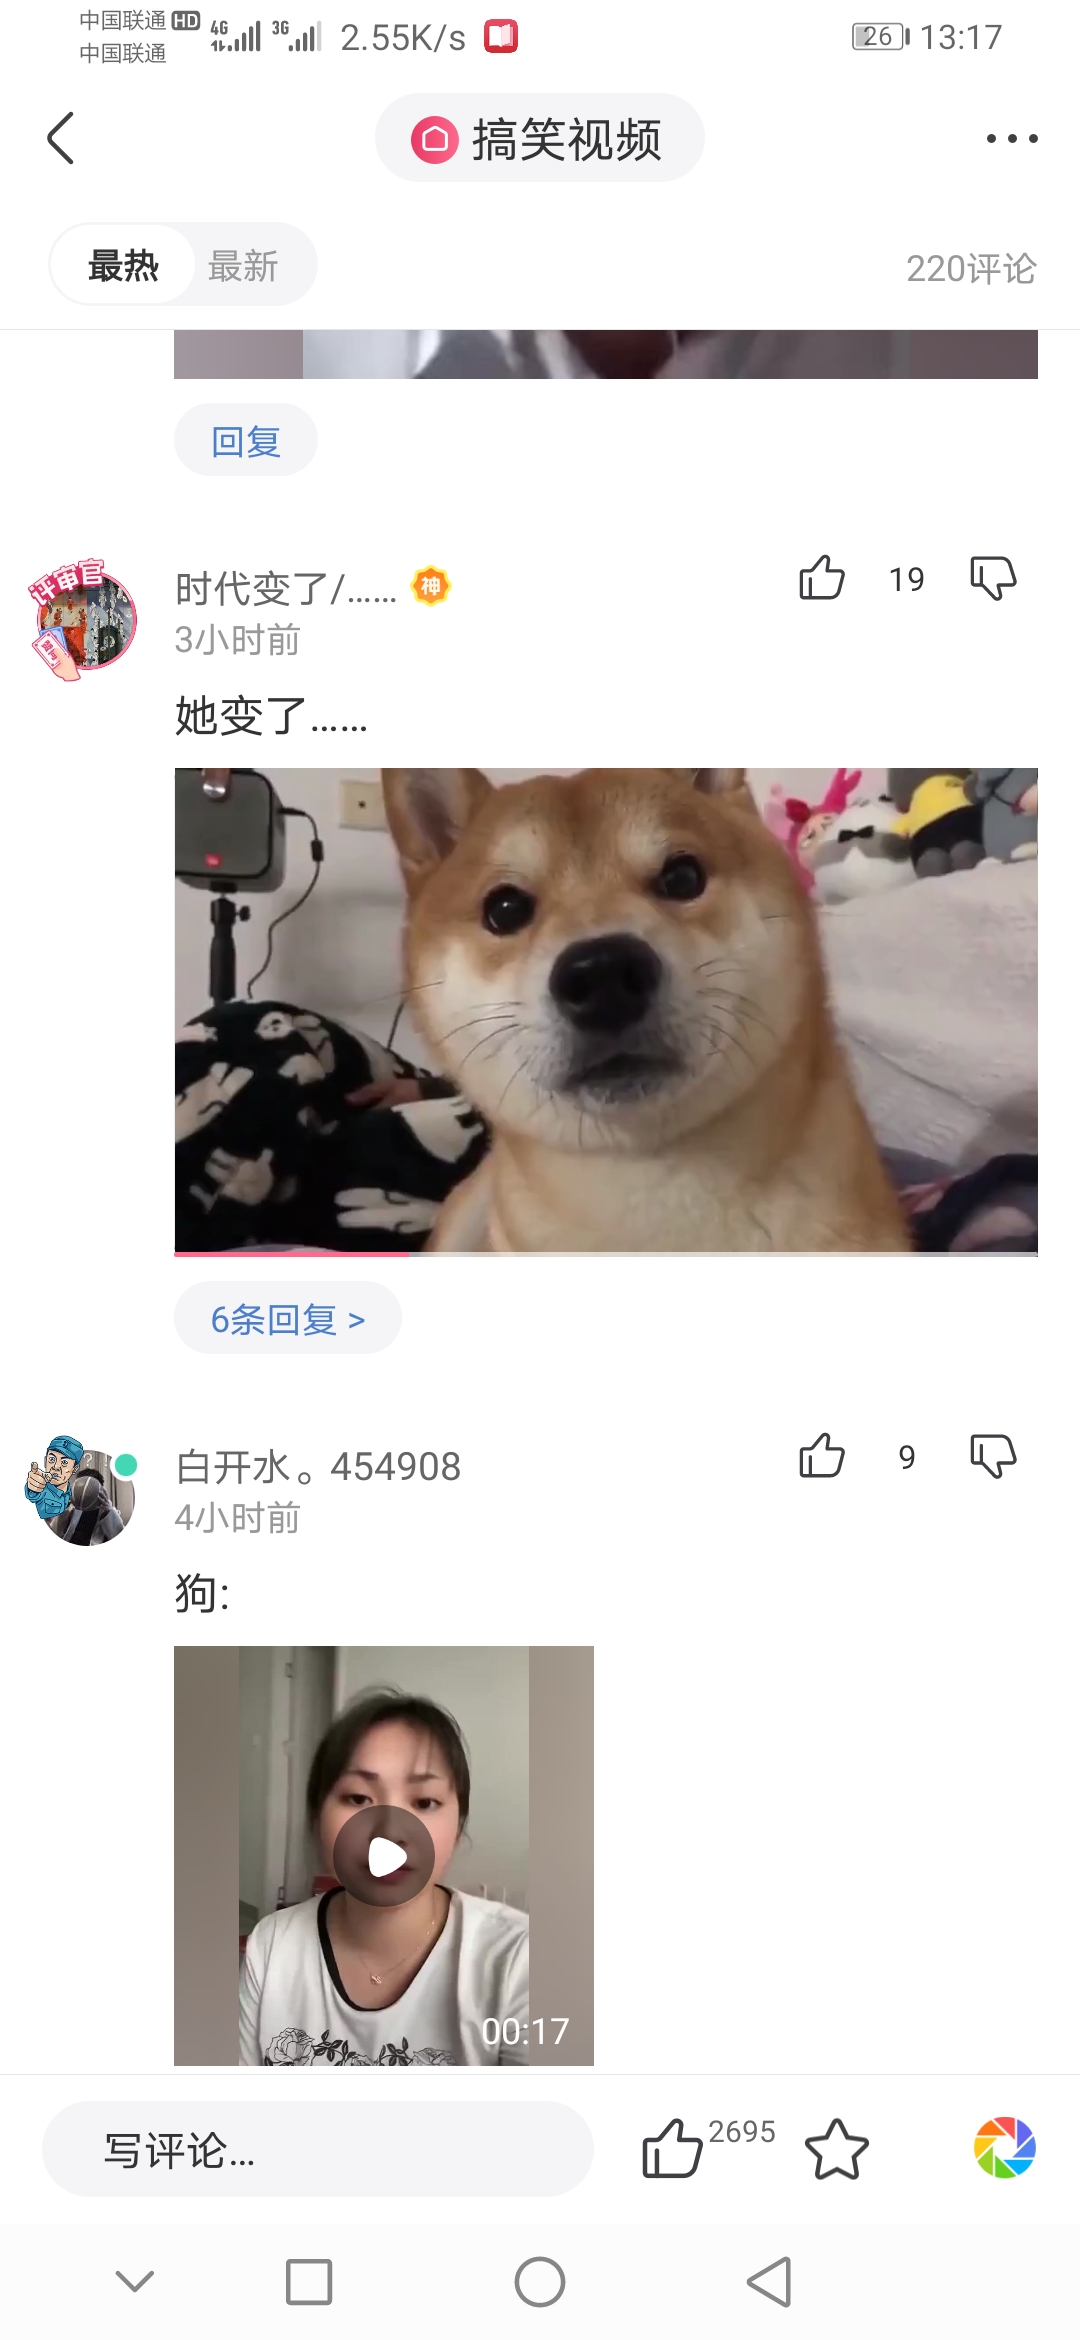 中国联通 HD 4G 3G 2.55K/s 26 13:17
中国联通
搞笑视频
最热 最新 220评论
回复
评审官
时代变了/...... 神 19
3小时前
她变了......
6条回复 >
白开水。454908 9
4小时前
狗:
00:17
写评论... 2695